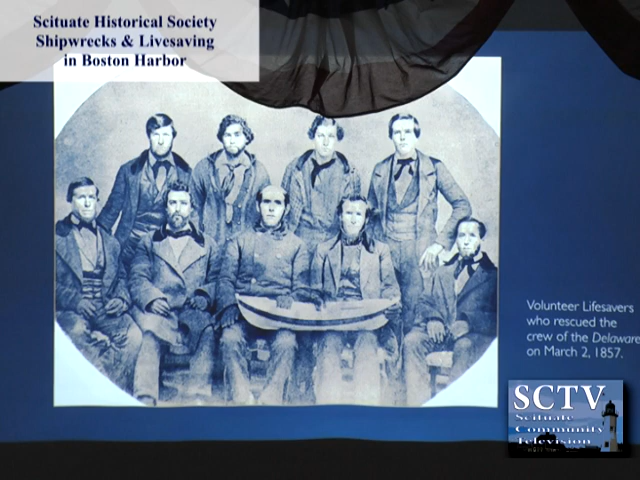 Scituate Historical Society
Shipwrecks & Livesaving
in Boston Harbor
Volunteer Lifesavers
who rescued the
crew of the Delaware
on March 2, 1857.
SCTV
Scituate
Community
Television